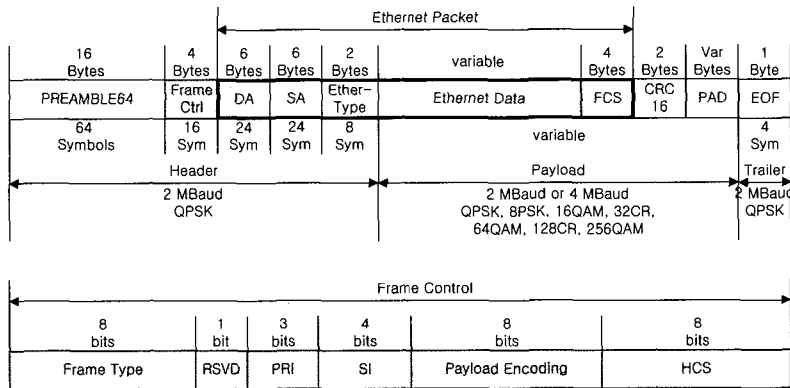 Ethernet Packet
16 Bytes
4 Bytes
6 Bytes
6 Bytes
2 Bytes
variable
4 Bytes
2 Bytes
Var Bytes
1 Byte
PREAMBLE64
Frame Ctrl
DA
SA
Ether-Type
Ethernet Data
FCS
CRC 16
PAD
EOF
64 Symbols
16 Sym
24 Sym
24 Sym
8 Sym
variable
4 Sym
Header
Payload
Trailer
2 MBaud
QPSK
2 MBaud or 4 MBaud
QPSK, 8PSK, 16QAM, 32CR,
64QAM, 128CR, 256QAM
2 MBaud
QPSK
Frame Control
8 bits
1 bit
3 bits
4 bits
8 bits
8 bits
Frame Type
RSVD
PRI
SI
Payload Encoding
HCS